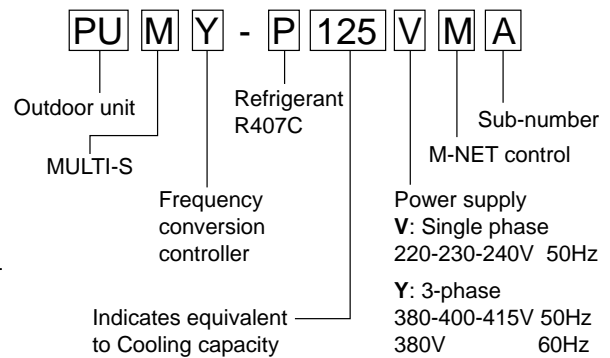 PU M Y - P 125 V M A
Outdoor unit
Refrigerant
R407C
Sub-number
MULTI-S
M-NET control
Frequency
conversion
controller
Power supply
V: Single phase
220-230-240V 50Hz
Y: 3-phase
380-400-415V 50Hz
380V 60Hz
Indicates equivalent
to Cooling capacity